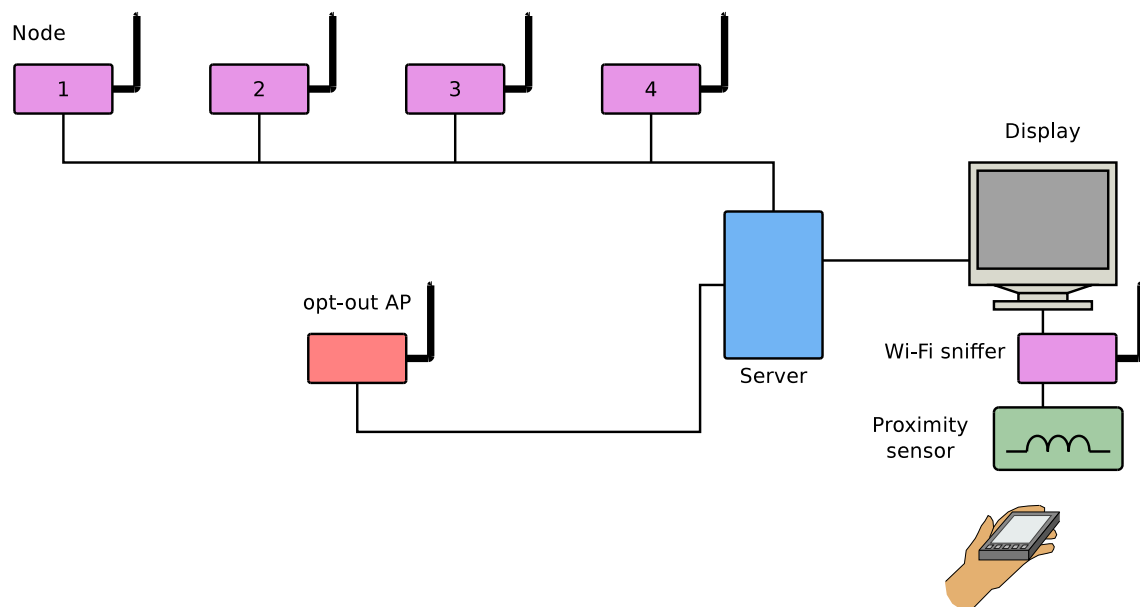 Node
1
2
3
4
Display
opt-out AP
Wi-Fi sniffer
Server
Proximity
sensor